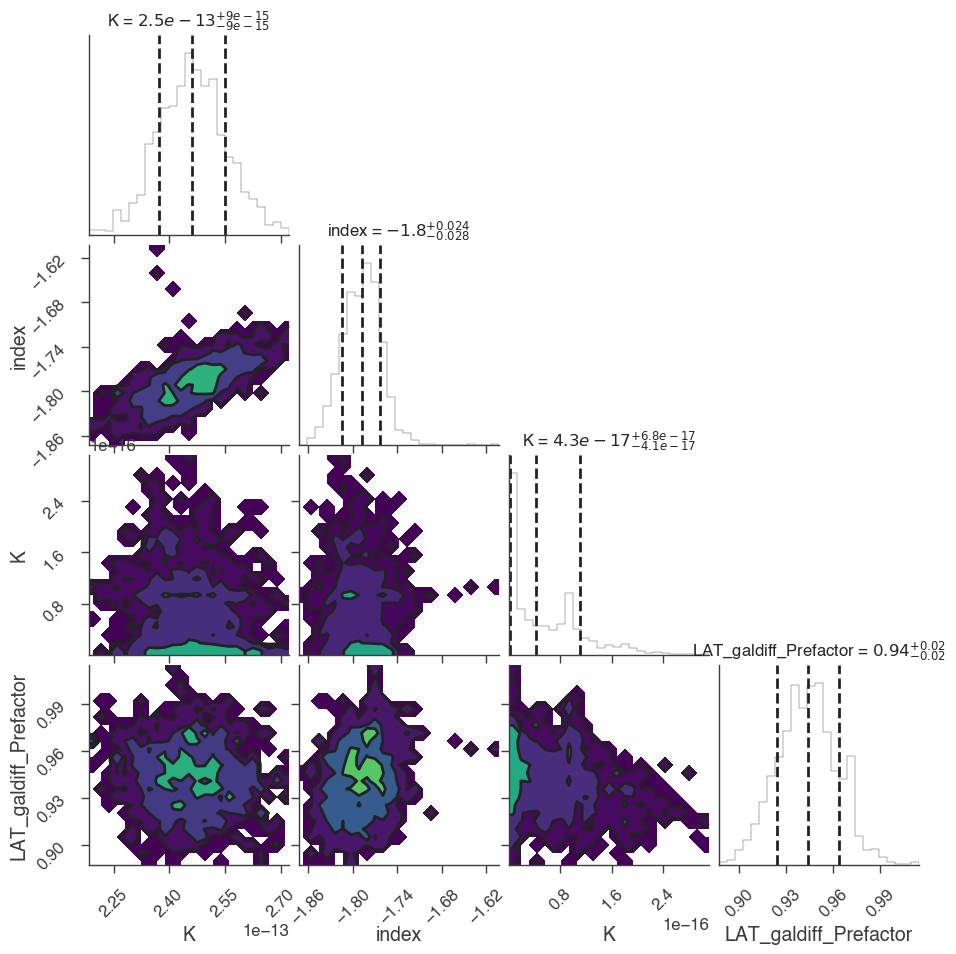 K = 2.5e−13 +9e−15 −9e−15
index = −1.8 +0.024 −0.028
−1.62
−1.68
−1.74
−1.80
−1.86
index
K = 4.3e−17 +6.8e−17 −4.1e−17
2.4
1.6
0.8
K
LAT_galdiff_Prefactor = 0.94 +0.02 −0.02
0.99
0.96
0.93
0.90
LAT_galdiff_Prefactor
2.25 2.40 2.55 2.70
1e−13
K
−1.86 −1.80 −1.74 −1.62
index
0.8 1.6 2.4
1e−16
K
0.90 0.93 0.96 0.99
LAT_galdiff_Prefactor